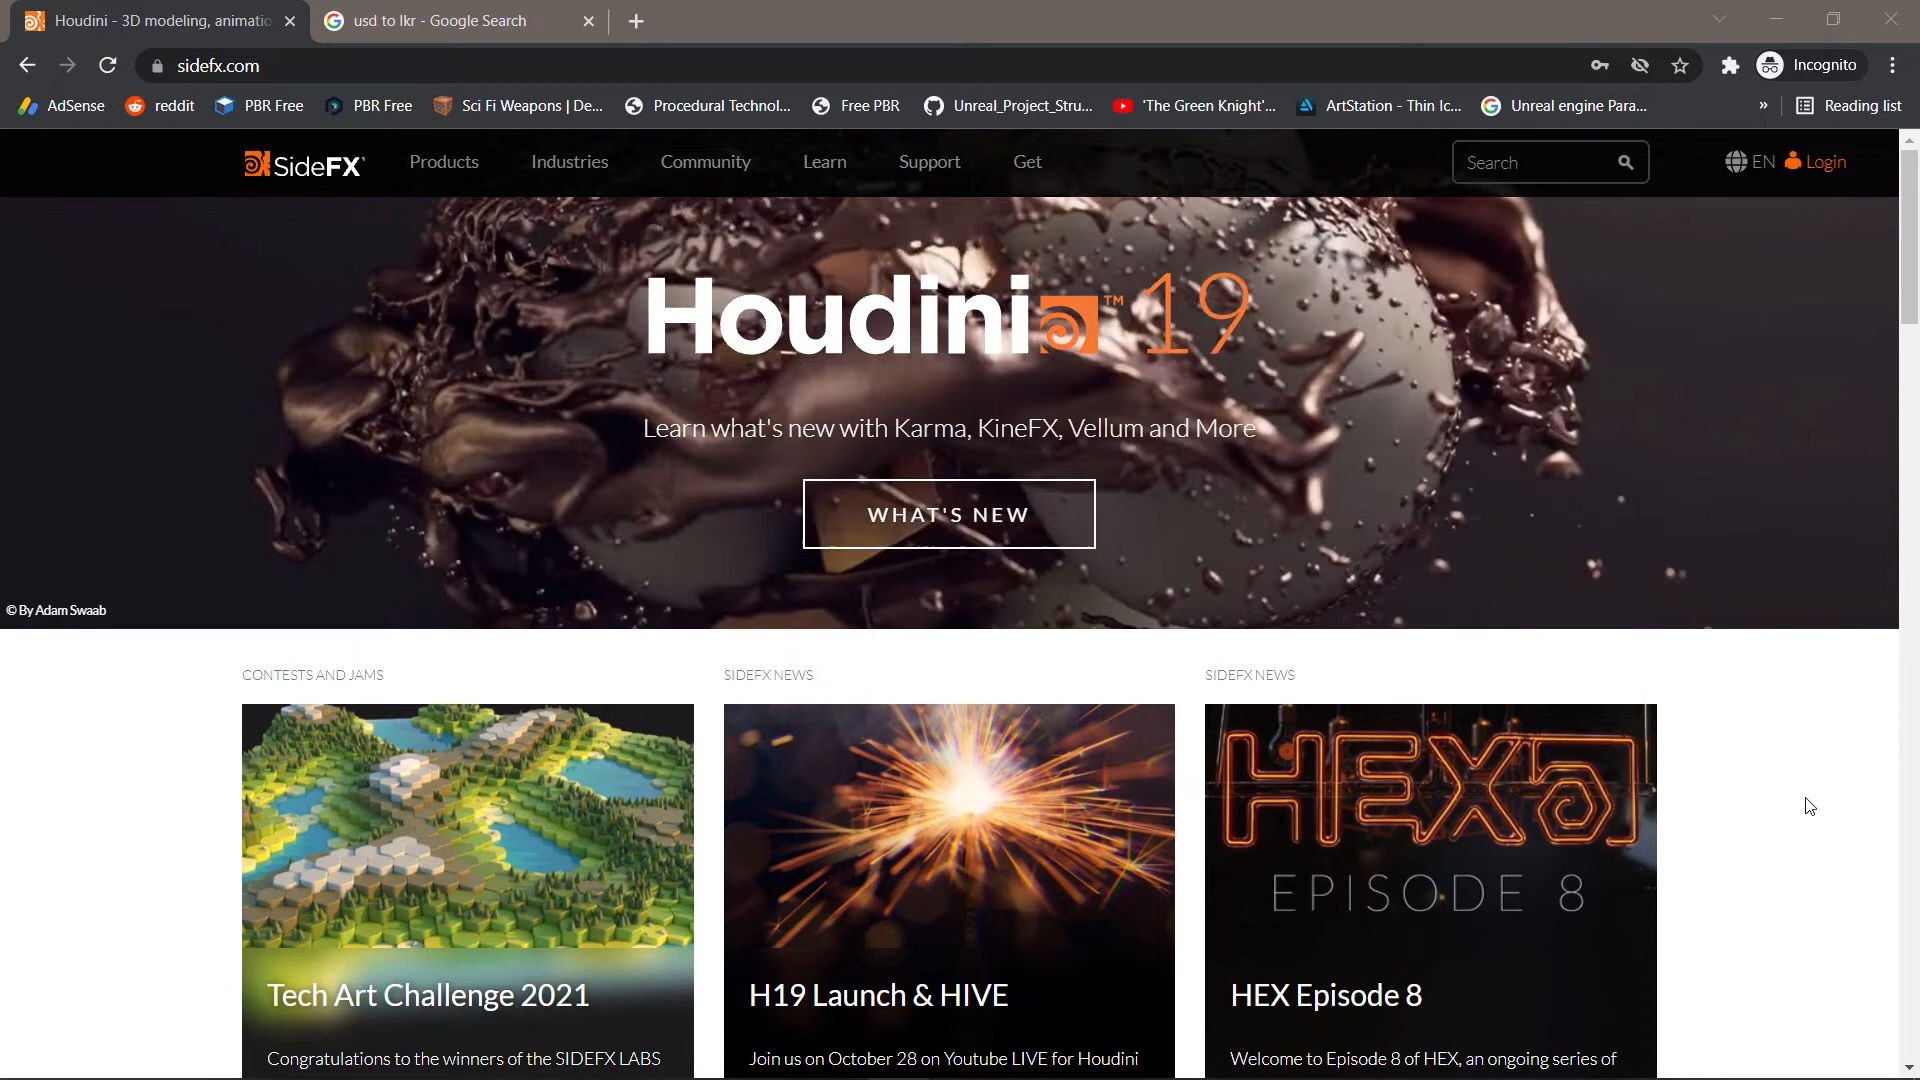 Houdini - 3D modeling, animatio
usd to lkr - Google Search
sidefx.com
Incognito
AdSense
reddit
PBR Free
PBR Free
Sci Fi Weapons | De...
Procedural Technol...
Free PBR
Unreal_Project_Stru...
'The Green Knight'...
ArtStation - Thin Ic...
Unreal engine Para...
»
Reading list
SideFX
Products
Industries
Community
Learn
Support
Get
Search
EN
Login
Houdini™ 19
Learn what's new with Karma, KineFX, Vellum and More
WHAT'S NEW
© By Adam Swaab
CONTESTS AND JAMS
SIDEFX NEWS
SIDEFX NEWS
HEX
EPISODE 8
Tech Art Challenge 2021
H19 Launch & HIVE
HEX Episode 8
Congratulations to the winners of the SIDEFX LABS
Join us on October 28 on Youtube LIVE for Houdini
Welcome to Episode 8 of HEX, an ongoing series of